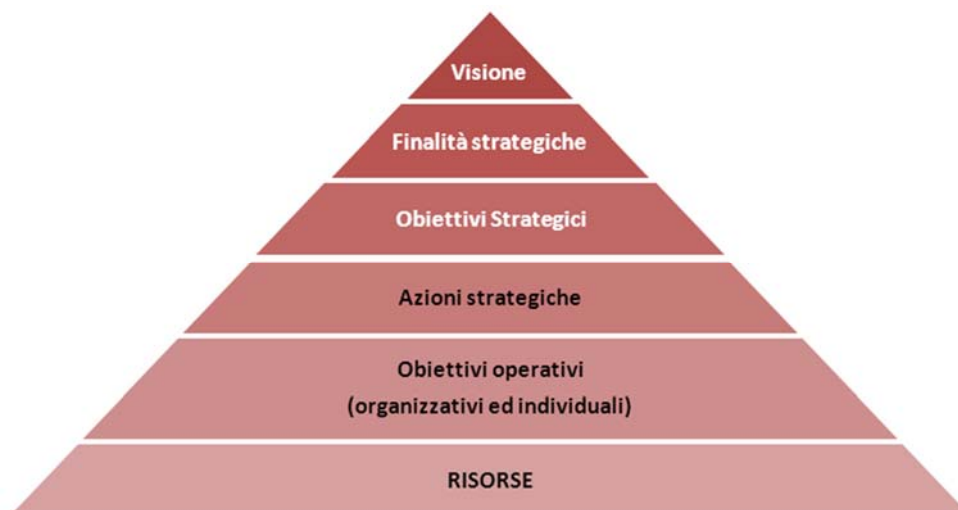 Visione
Finalità strategiche
Obiettivi Strategici
Azioni strategiche
Obiettivi operativi
(organizzativi ed individuali)
RISORSE